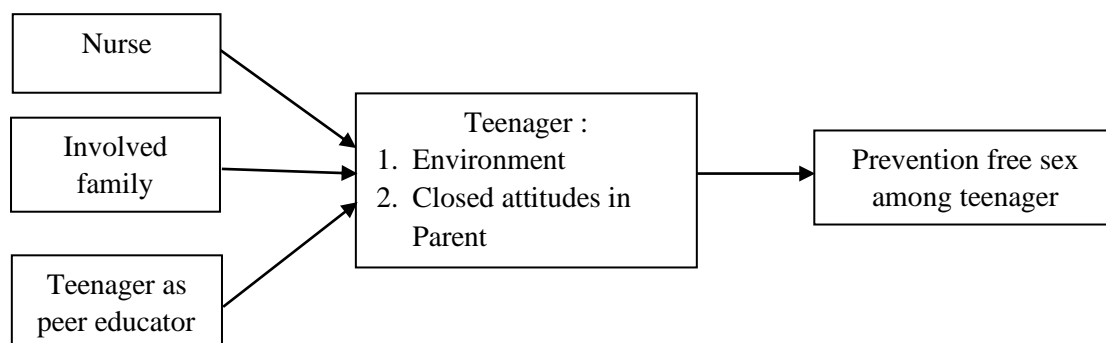 Nurse
Involved
family
Teenager as
peer educator
Teenager :
1. Environment
2. Closed attitudes in
Parent
Prevention free sex
among teenager